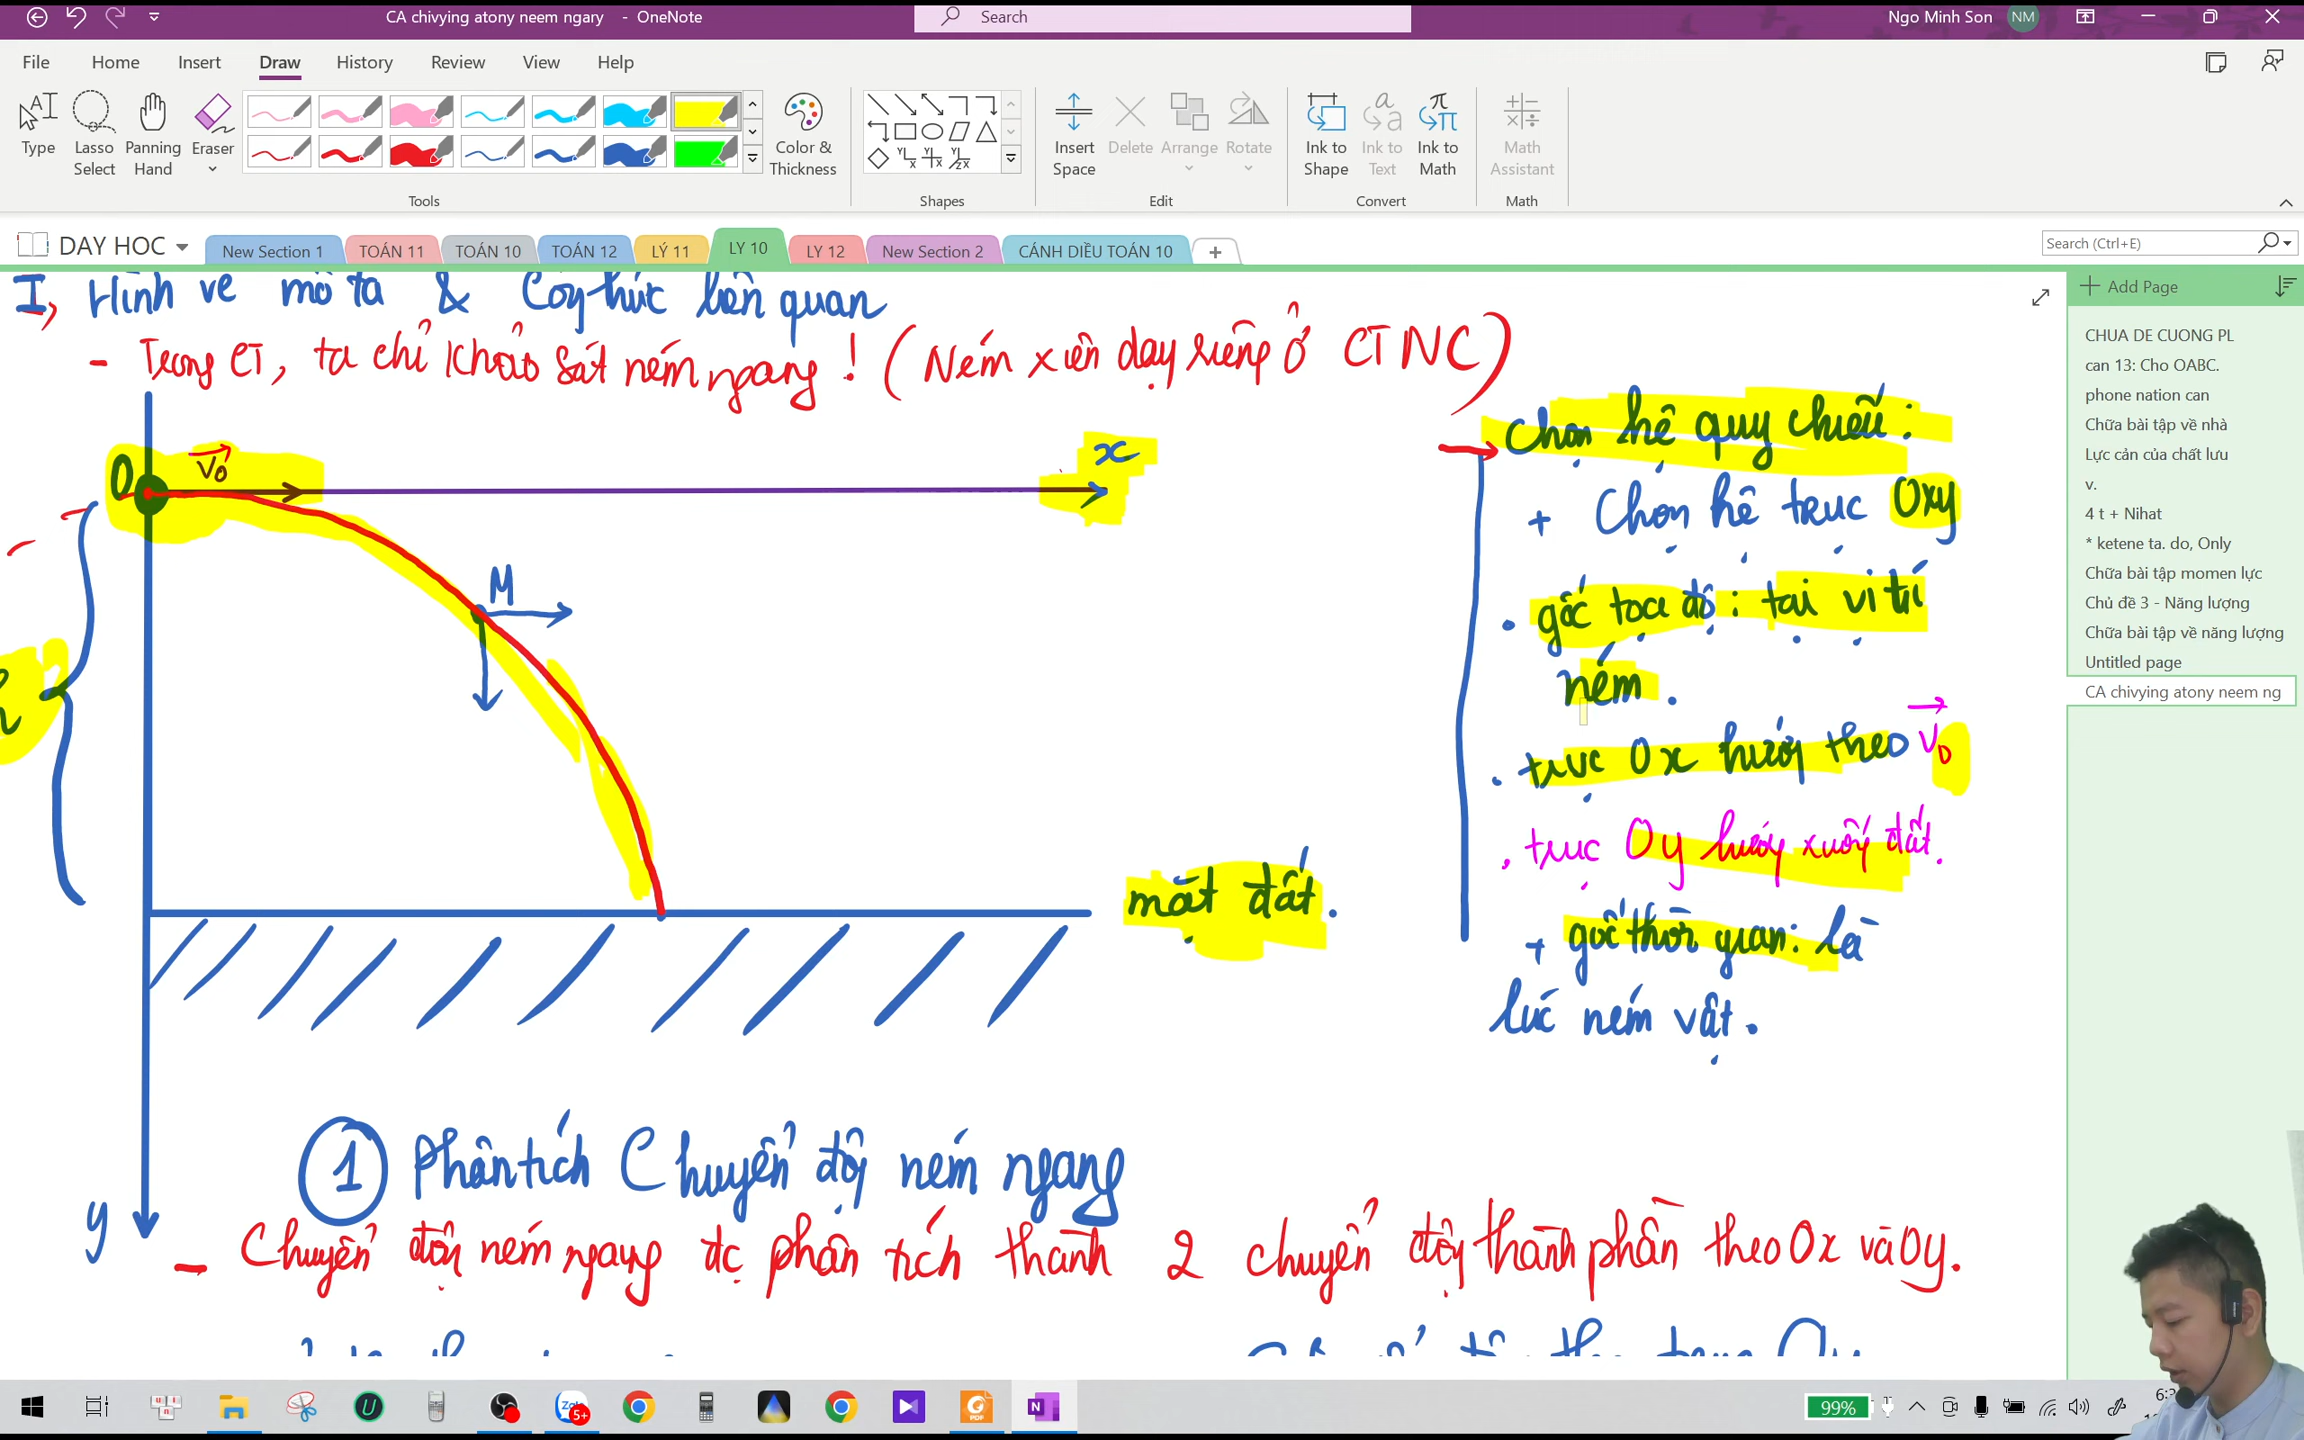 CA chivying atony neem ngary - OneNote
Search
Ngo Minh Son NM
File Home Insert Draw History Review View Help
Type
Lasso Select
Panning Hand
Eraser
Color & Thickness
Insert Space
Delete
Arrange
Rotate
Ink to Shape
Ink to Text
Ink to Math
Math Assistant
Tools Shapes Edit Convert Math
DAY HOC New Section 1 TOÁN 11 TOÁN 10 TOÁN 12 LÝ 11 LY 10 LY 12 New Section 2 CÁNH DIỀU TOÁN 10 +
Search (Ctrl+E)
Add Page
CHUA DE CUONG PL
can 13: Cho OABC.
phone nation can
Chữa bài tập về nhà
Lực cản của chất lưu
v.
4 t + Nihat
* ketene ta. do, Only
Chữa bài tập momen lực
Chủ đề 3 - Năng lượng
Chữa bài tập về năng lượng
Untitled page
CA chivying atony neem ng
I, Hình vẽ mô tả & Công thức liên quan
- Trong CT, ta chỉ khảo sát ném ngang! (Ném xiên dạy riêng ở CTNC)
O v0 x
M
h
mặt đất.
y
Chọn hệ quy chiếu:
+ Chọn hệ trục Oxy
. gốc tọa độ: tại vị trí
ném.
. trục Ox hướng theo v0
. trục Oy hướng xuống đất.
+ gốc thời gian: là
lúc ném vật.
1 Phân tích Chuyển động ném ngang
- Chuyển động ném ngang đc phân tích thành 2 chuyển động thành phần theo Ox và Oy.
99%